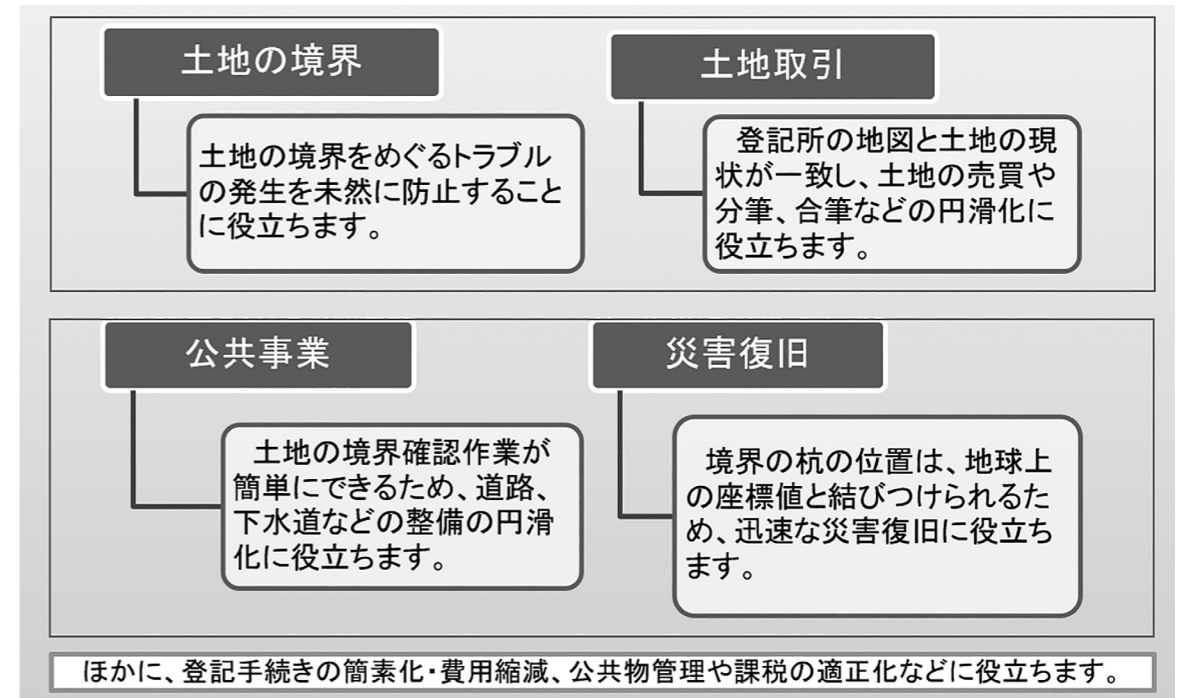 土地の境界
土地の境界をめぐるトラブル
の発生を未然に防止すること
に役立ちます。
土地取引
登記所の地図と土地の現
状が一致し、土地の売買や
分筆、合筆などの円滑化に
役立ちます。
公共事業
土地の境界確認作業が
簡単にできるため、道路、
下水道などの整備の円滑
化に役立ちます。
災害復旧
境界の杭の位置は、地球上
の座標値と結びつけられるた
め、迅速な災害復旧に役立ち
ます。
ほかに、登記手続きの簡素化・費用縮減、公共物管理や課税の適正化などに役立ちます。